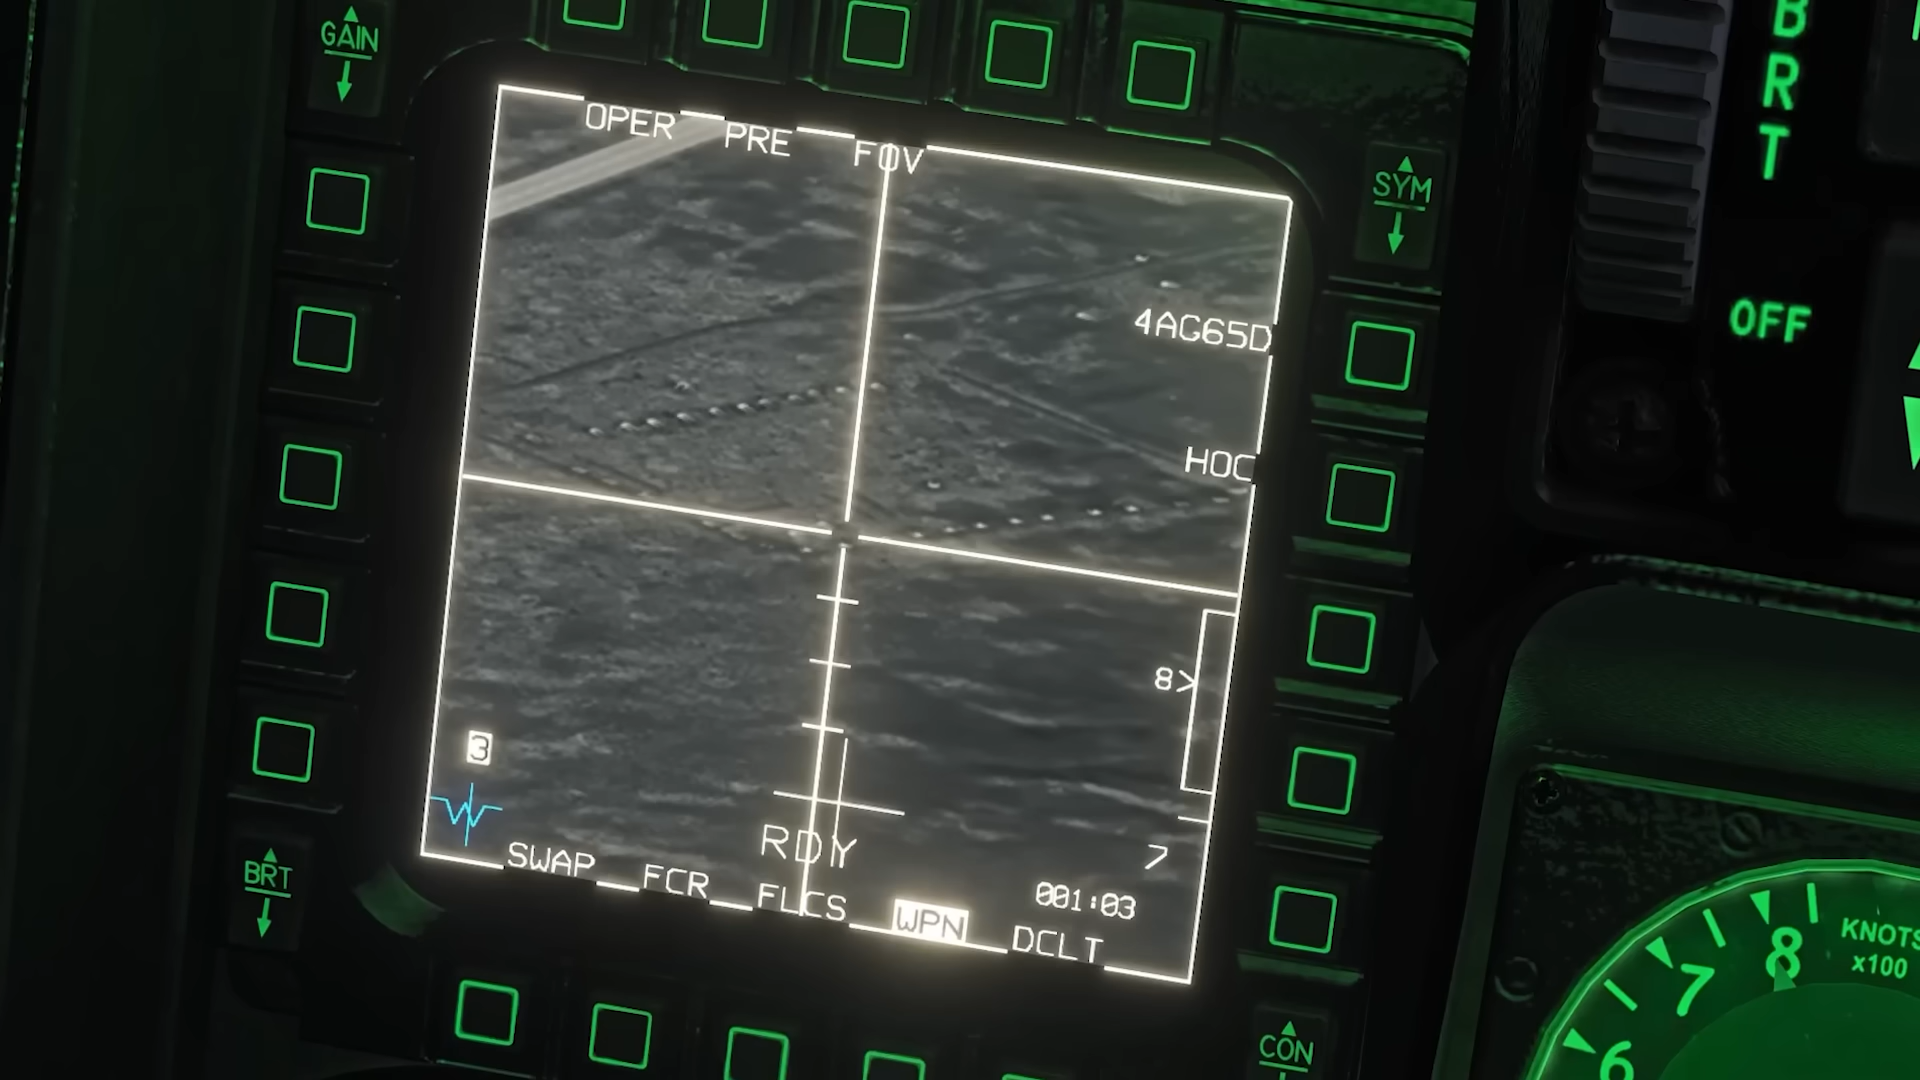 GAIN
OPER PRE FOV
B
R
T
SYM
OFF
4AG65D
HOC
8>
3
RDY
7
001:03
SWAP FCR FLCS WPN DCLT
BRT
CON
KNOTS
x100
8
7
6